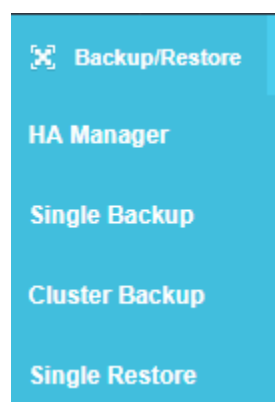 Backup/Restore
HA Manager
Single Backup
Cluster Backup
Single Restore